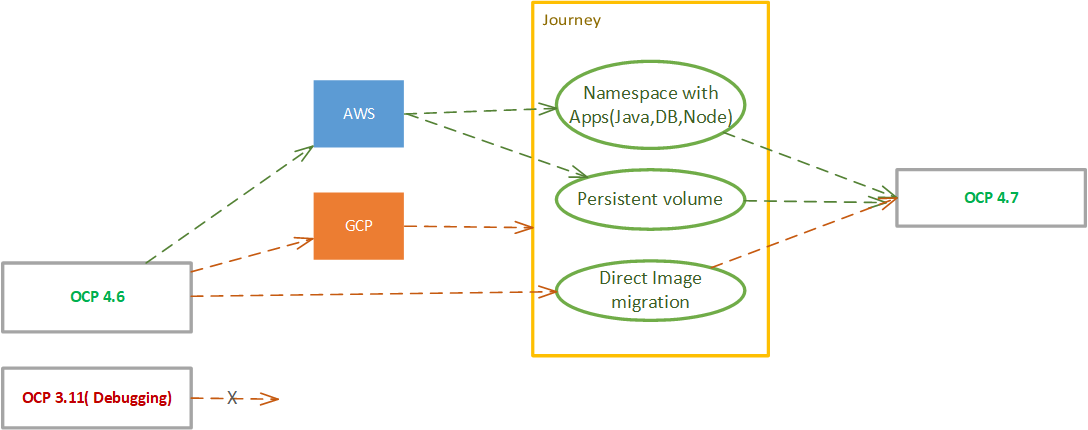 Journey
AWS
Namespace with
Apps(Java,DB,Node)
Persistent volume
OCP 4.7
GCP
Direct Image
migration
OCP 4.6
OCP 3.11( Debugging)
X